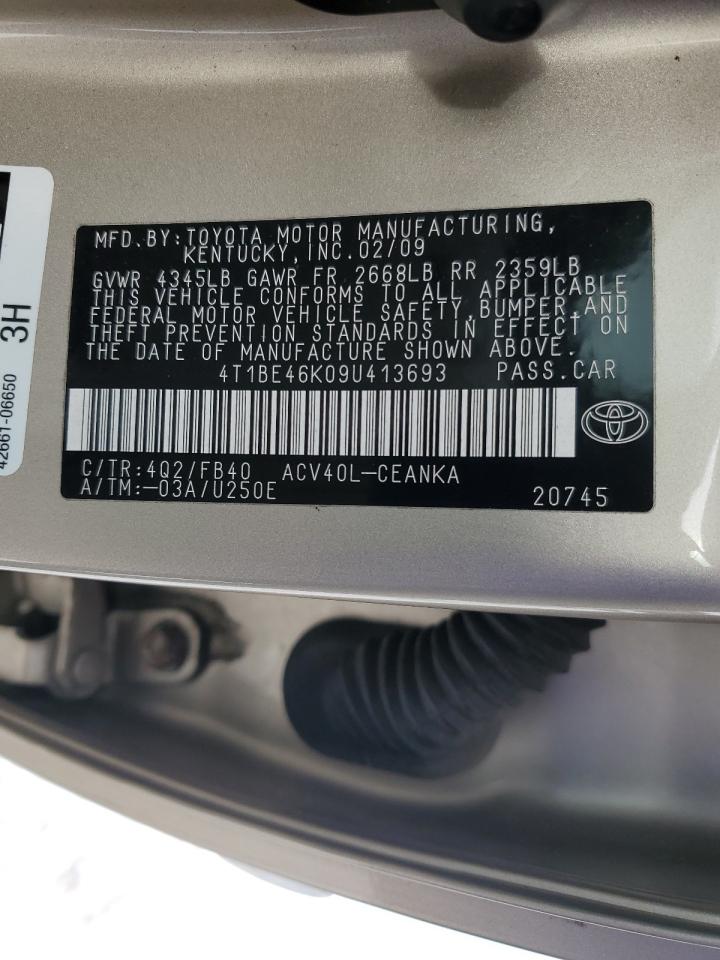 MFD. BY: TOYOTA MOTOR MANUFACTURING,
KENTUCKY, INC. 02/09
GVWR 4345LB GAWR FR 2668LB RR 2359LB
THIS VEHICLE CONFORMS TO ALL APPLICABLE
FEDERAL MOTOR VEHICLE SAFETY, BUMPER, AND
THEFT PREVENTION STANDARDS IN EFFECT ON
THE DATE OF MANUFACTURE SHOWN ABOVE.
4T1BE46K09U413693 PASS. CAR
C/TR: 4Q2/FB40 ACV40L-CEANKA
A/TM: -03A/U250E 20745
3H
42661-06650